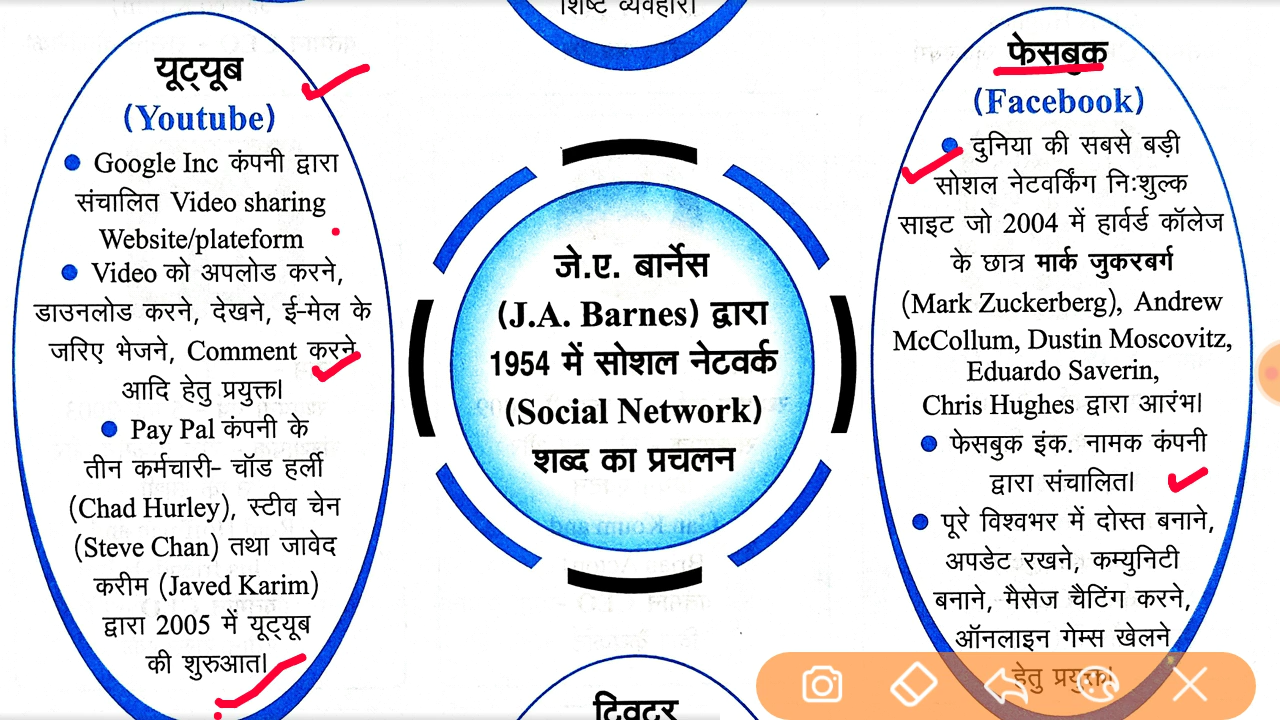 शिष्ट व्यवहारी
यूट्यूब
(Youtube)
Google Inc कंपनी द्वारा
संचालित Video sharing
Website/plateform
Video को अपलोड करने,
डाउनलोड करने, देखने, ई-मेल के
जरिए भेजने, Comment करने
आदि हेतु प्रयुक्त।
Pay Pal कंपनी के
तीन कर्मचारी- चॉड हर्ली
(Chad Hurley), स्टीव चेन
(Steve Chan) तथा जावेद
करीम (Javed Karim)
द्वारा 2005 में यूट्यूब
की शुरुआत।
जे.ए. बार्नेस
(J.A. Barnes) द्वारा
1954 में सोशल नेटवर्क
(Social Network)
शब्द का प्रचलन
फेसबुक
(Facebook)
दुनिया की सबसे बड़ी
सोशल नेटवर्किंग नि:शुल्क
साइट जो 2004 में हार्वर्ड कॉलेज
के छात्र मार्क जुकरबर्ग
(Mark Zuckerberg), Andrew
McCollum, Dustin Moscovitz,
Eduardo Saverin,
Chris Hughes द्वारा आरंभ।
फेसबुक इंक. नामक कंपनी
द्वारा संचालित।
पूरे विश्वभर में दोस्त बनाने,
अपडेट रखने, कम्युनिटी
बनाने, मैसेज चैटिंग करने,
ऑनलाइन गेम्स खेलने
हेतु प्रयुक्त।
ट्विटर